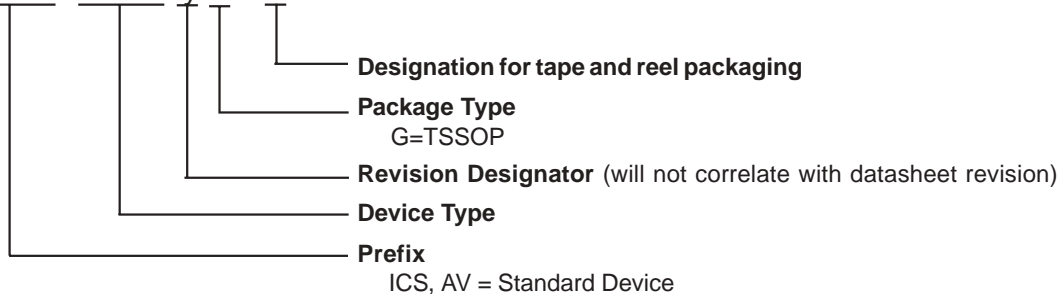 Designation for tape and reel packaging
Package Type
G=TSSOP
Revision Designator (will not correlate with datasheet revision)
Device Type
Prefix
ICS, AV = Standard Device